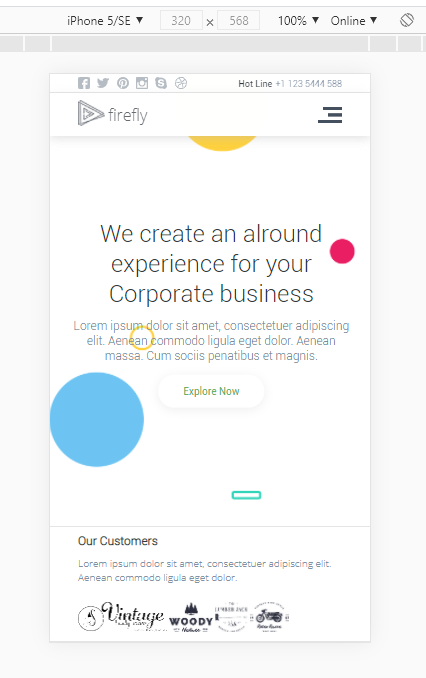 iPhone 5/SE ▼ 320 × 568 100% ▼ Online ▼
Hot Line +1 123 5444 588
firefly
We create an alround
experience for your
Corporate business
Lorem ipsum dolor sit amet, consectetuer adipiscing
elit. Aenean commodo ligula eget dolor. Aenean
massa. Cum sociis penatibus et magnis.
Explore Now
Our Customers
Lorem ipsum dolor sit amet, consectetuer adipiscing elit.
Aenean commodo ligula eget dolor.
Vintage WOODY